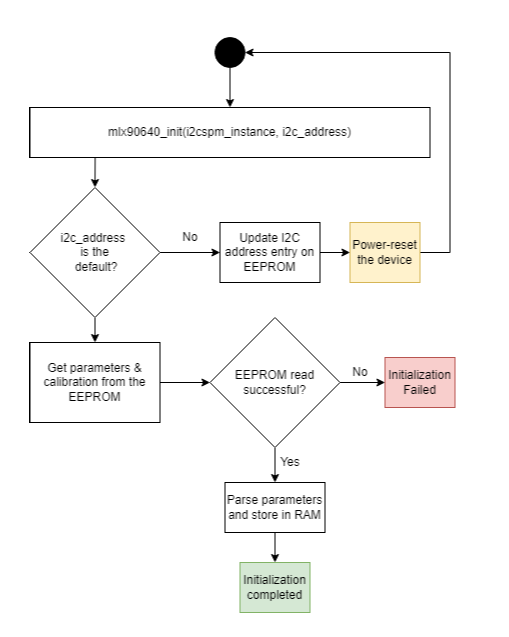 mlx90640_init(i2cspm_instance, i2c_address)
i2c_address
is the
default?
No
Update I2C
address entry on
EEPROM
Power-reset
the device
Get parameters &
calibration from the
EEPROM
EEPROM read
successful?
No
Initialization
Failed
Yes
Parse parameters
and store in RAM
Initialization
completed